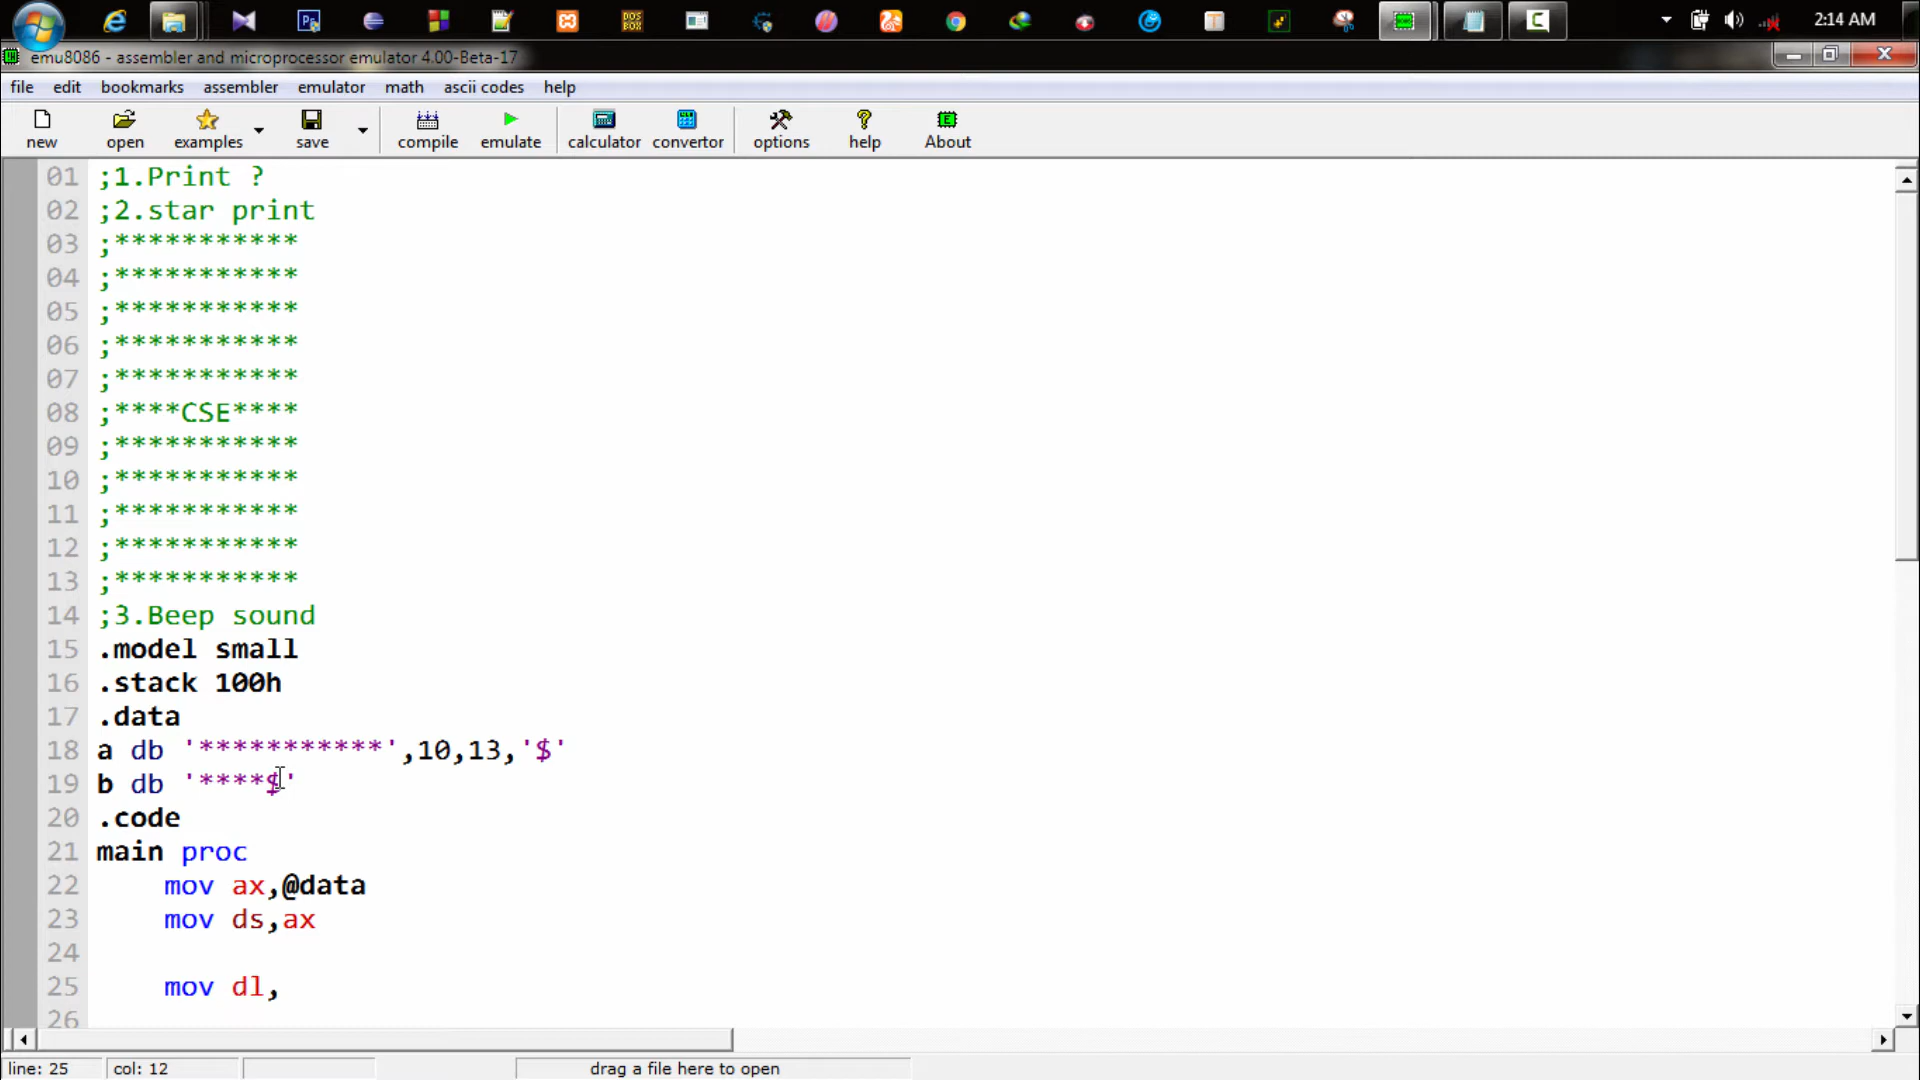 Ps
DOS
BOX
T
C
2:14 AM
emu8086 - assembler and microprocessor emulator 4.00-Beta-17
file edit bookmarks assembler emulator math ascii codes help
new open examples save compile emulate calculator convertor options help About
01 ;1.Print ?
02 ;2.star print
03 ;***********
04 ;***********
05 ;***********
06 ;***********
07 ;***********
08 ;****CSE****
09 ;***********
10 ;***********
11 ;***********
12 ;***********
13 ;***********
14 ;3.Beep sound
15 .model small
16 .stack 100h
17 .data
18 a db '***********',10,13,'$'
19 b db '****$'
20 .code
21 main proc
22 mov ax,@data
23 mov ds,ax
24
25 mov dl,
26
line: 25 col: 12 drag a file here to open